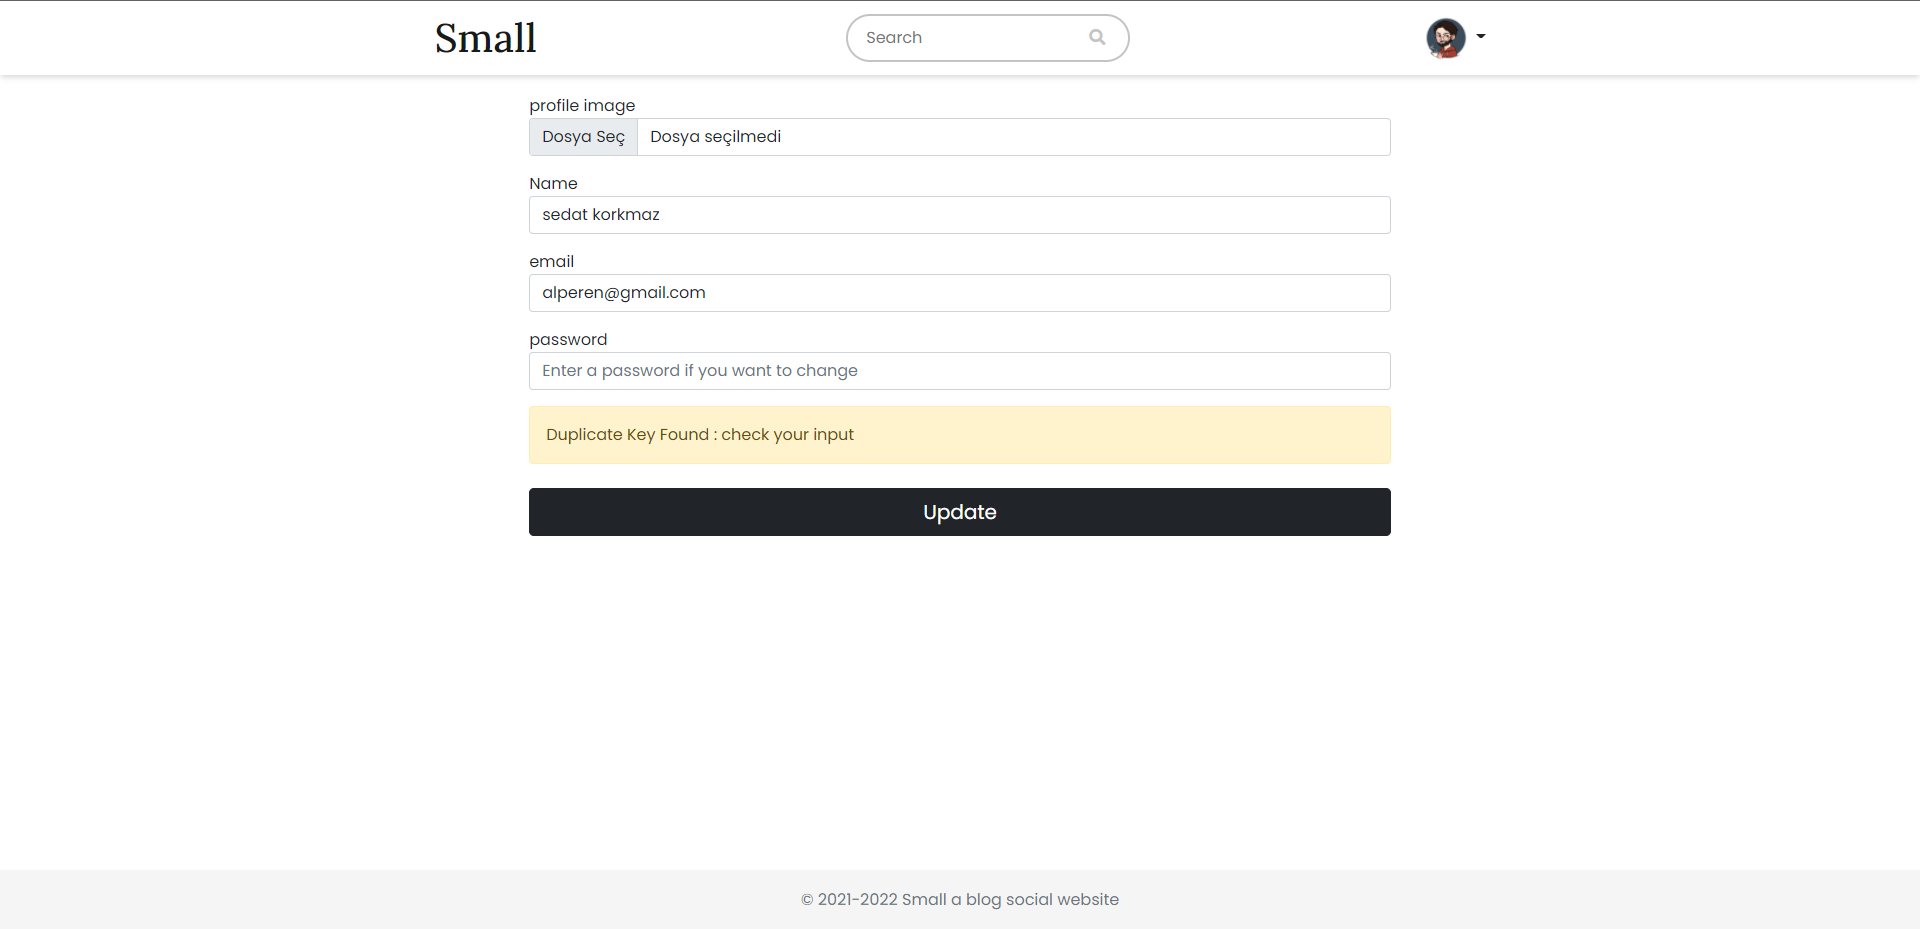 Small
Search
profile image
Dosya Seç Dosya seçilmedi
Name
sedat korkmaz
email
alperen@gmail.com
password
Enter a password if you want to change
Duplicate Key Found : check your input
Update
© 2021-2022 Small a blog social website